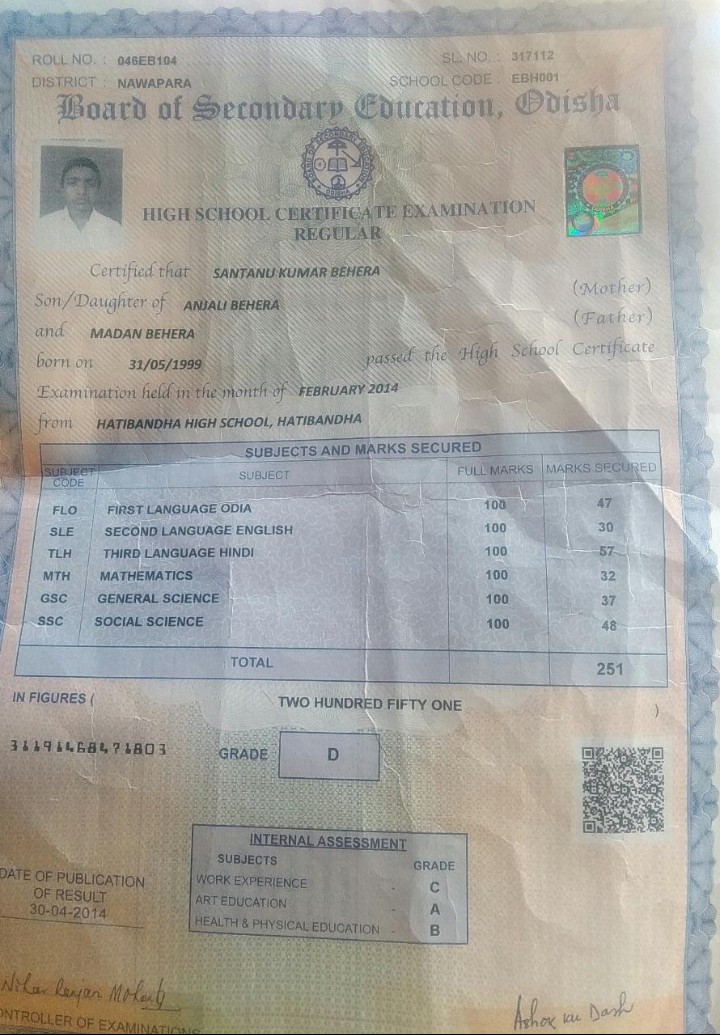 ROLL NO. : 046EB104 SL. NO. : 317112
DISTRICT : NAWAPARA SCHOOL CODE : EBH001
Board of Secondary Education, Odisha
HIGH SCHOOL CERTIFICATE EXAMINATION
REGULAR
Certified that SANTANU KUMAR BEHERA
Son/Daughter of ANJALI BEHERA (Mother)
and MADAN BEHERA (Father)
born on 31/05/1999 passed the High School Certificate
Examination held in the month of FEBRUARY 2014
from HATIBANDHA HIGH SCHOOL, HATIBANDHA
SUBJECTS AND MARKS SECURED
SUBJECT CODE SUBJECT FULL MARKS MARKS SECURED
FLO FIRST LANGUAGE ODIA 100 47
SLE SECOND LANGUAGE ENGLISH 100 30
TLH THIRD LANGUAGE HINDI 100 57
MTH MATHEMATICS 100 32
GSC GENERAL SCIENCE 100 37
SSC SOCIAL SCIENCE 100 48
TOTAL 251
IN FIGURES ( TWO HUNDRED FIFTY ONE )
31191468471803 GRADE D
INTERNAL ASSESSMENT
SUBJECTS GRADE
WORK EXPERIENCE - C
ART EDUCATION - A
HEALTH & PHYSICAL EDUCATION - B
DATE OF PUBLICATION
OF RESULT
30-04-2014
Nihar Ranjan Mohanty
CONTROLLER OF EXAMINATIONS
Ashok Ku Dash